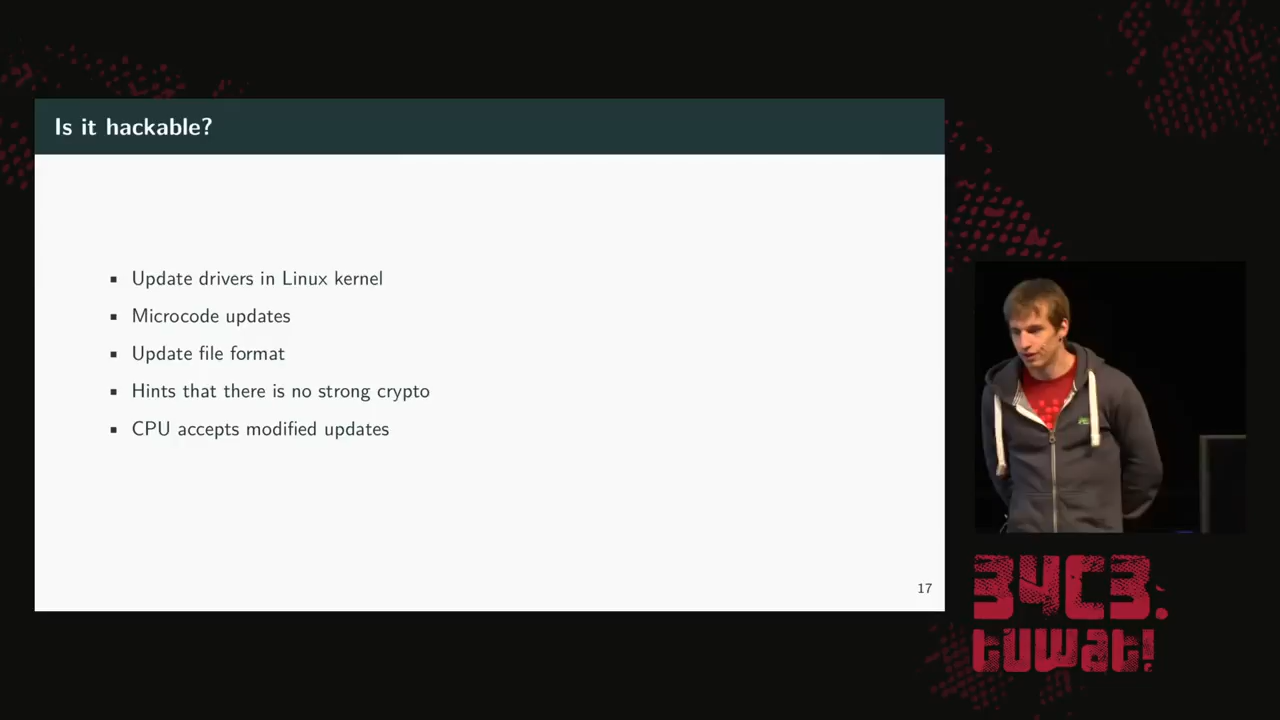 Is it hackable?
Update drivers in Linux kernel
Microcode updates
Update file format
Hints that there is no strong crypto
CPU accepts modified updates
17
34C3.
tuwat!